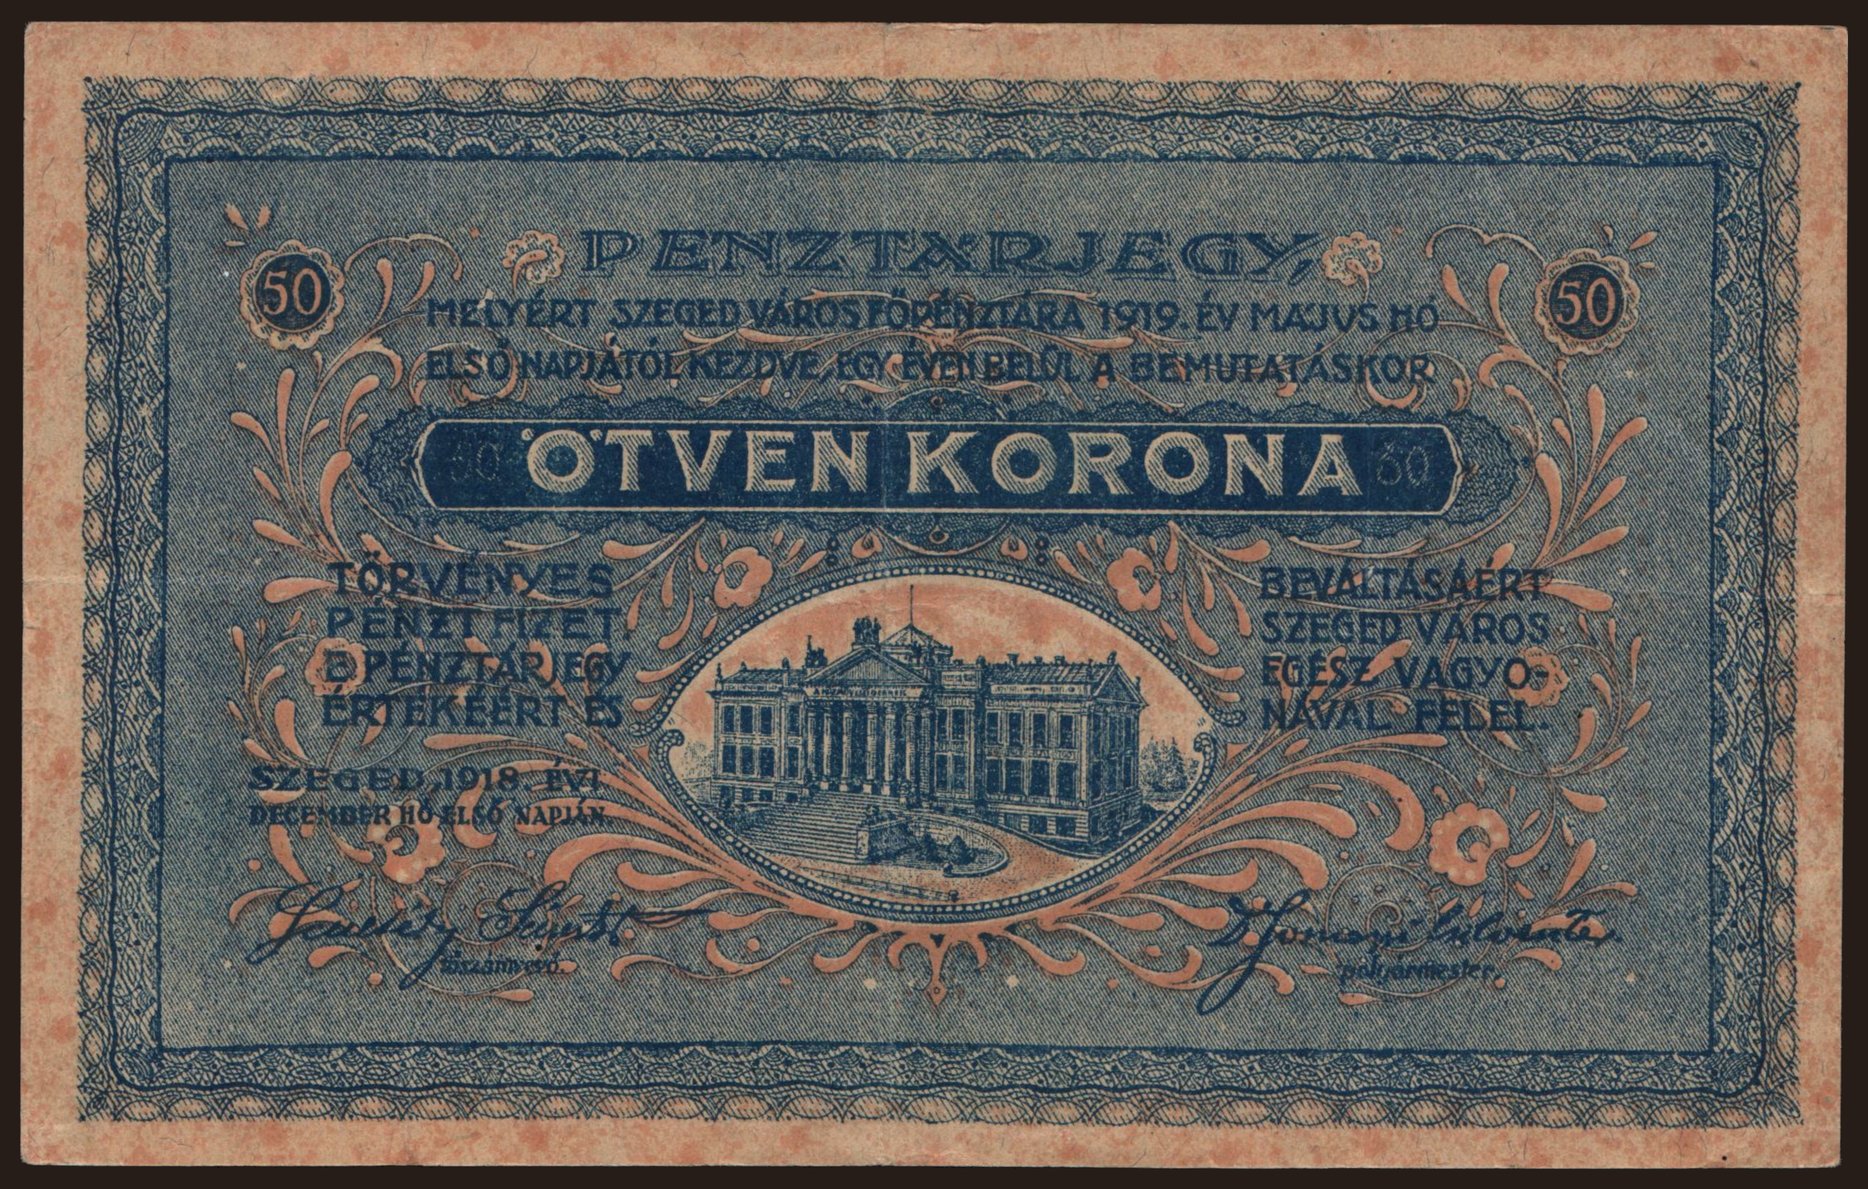 PÉNZTÁRJEGY,
50
50
MELYÉRT SZEGED VÁROS FŐPÉNZTÁRA 1919. ÉV MÁJUS HÓ
ELSŐ NAPJÁTÓL KEZDVE, EGY ÉVEN BELŰL A BEMUTATÁSKOR
50 ÖTVEN KORONA 50
TÖRVÉNYES
PÉNZT FIZET.
E PÉNZTÁRJEGY
ÉRTÉKÉÉRT ÉS
BEVÁLTÁSÁÉRT
SZEGED VÁROS
EGÉSZ VAGYO-
NÁVAL FELEL.
SZEGED, 1918. ÉVI
DECEMBER HÓ ELSŐ NAPJÁN.
főszámvevő.
polgármester.